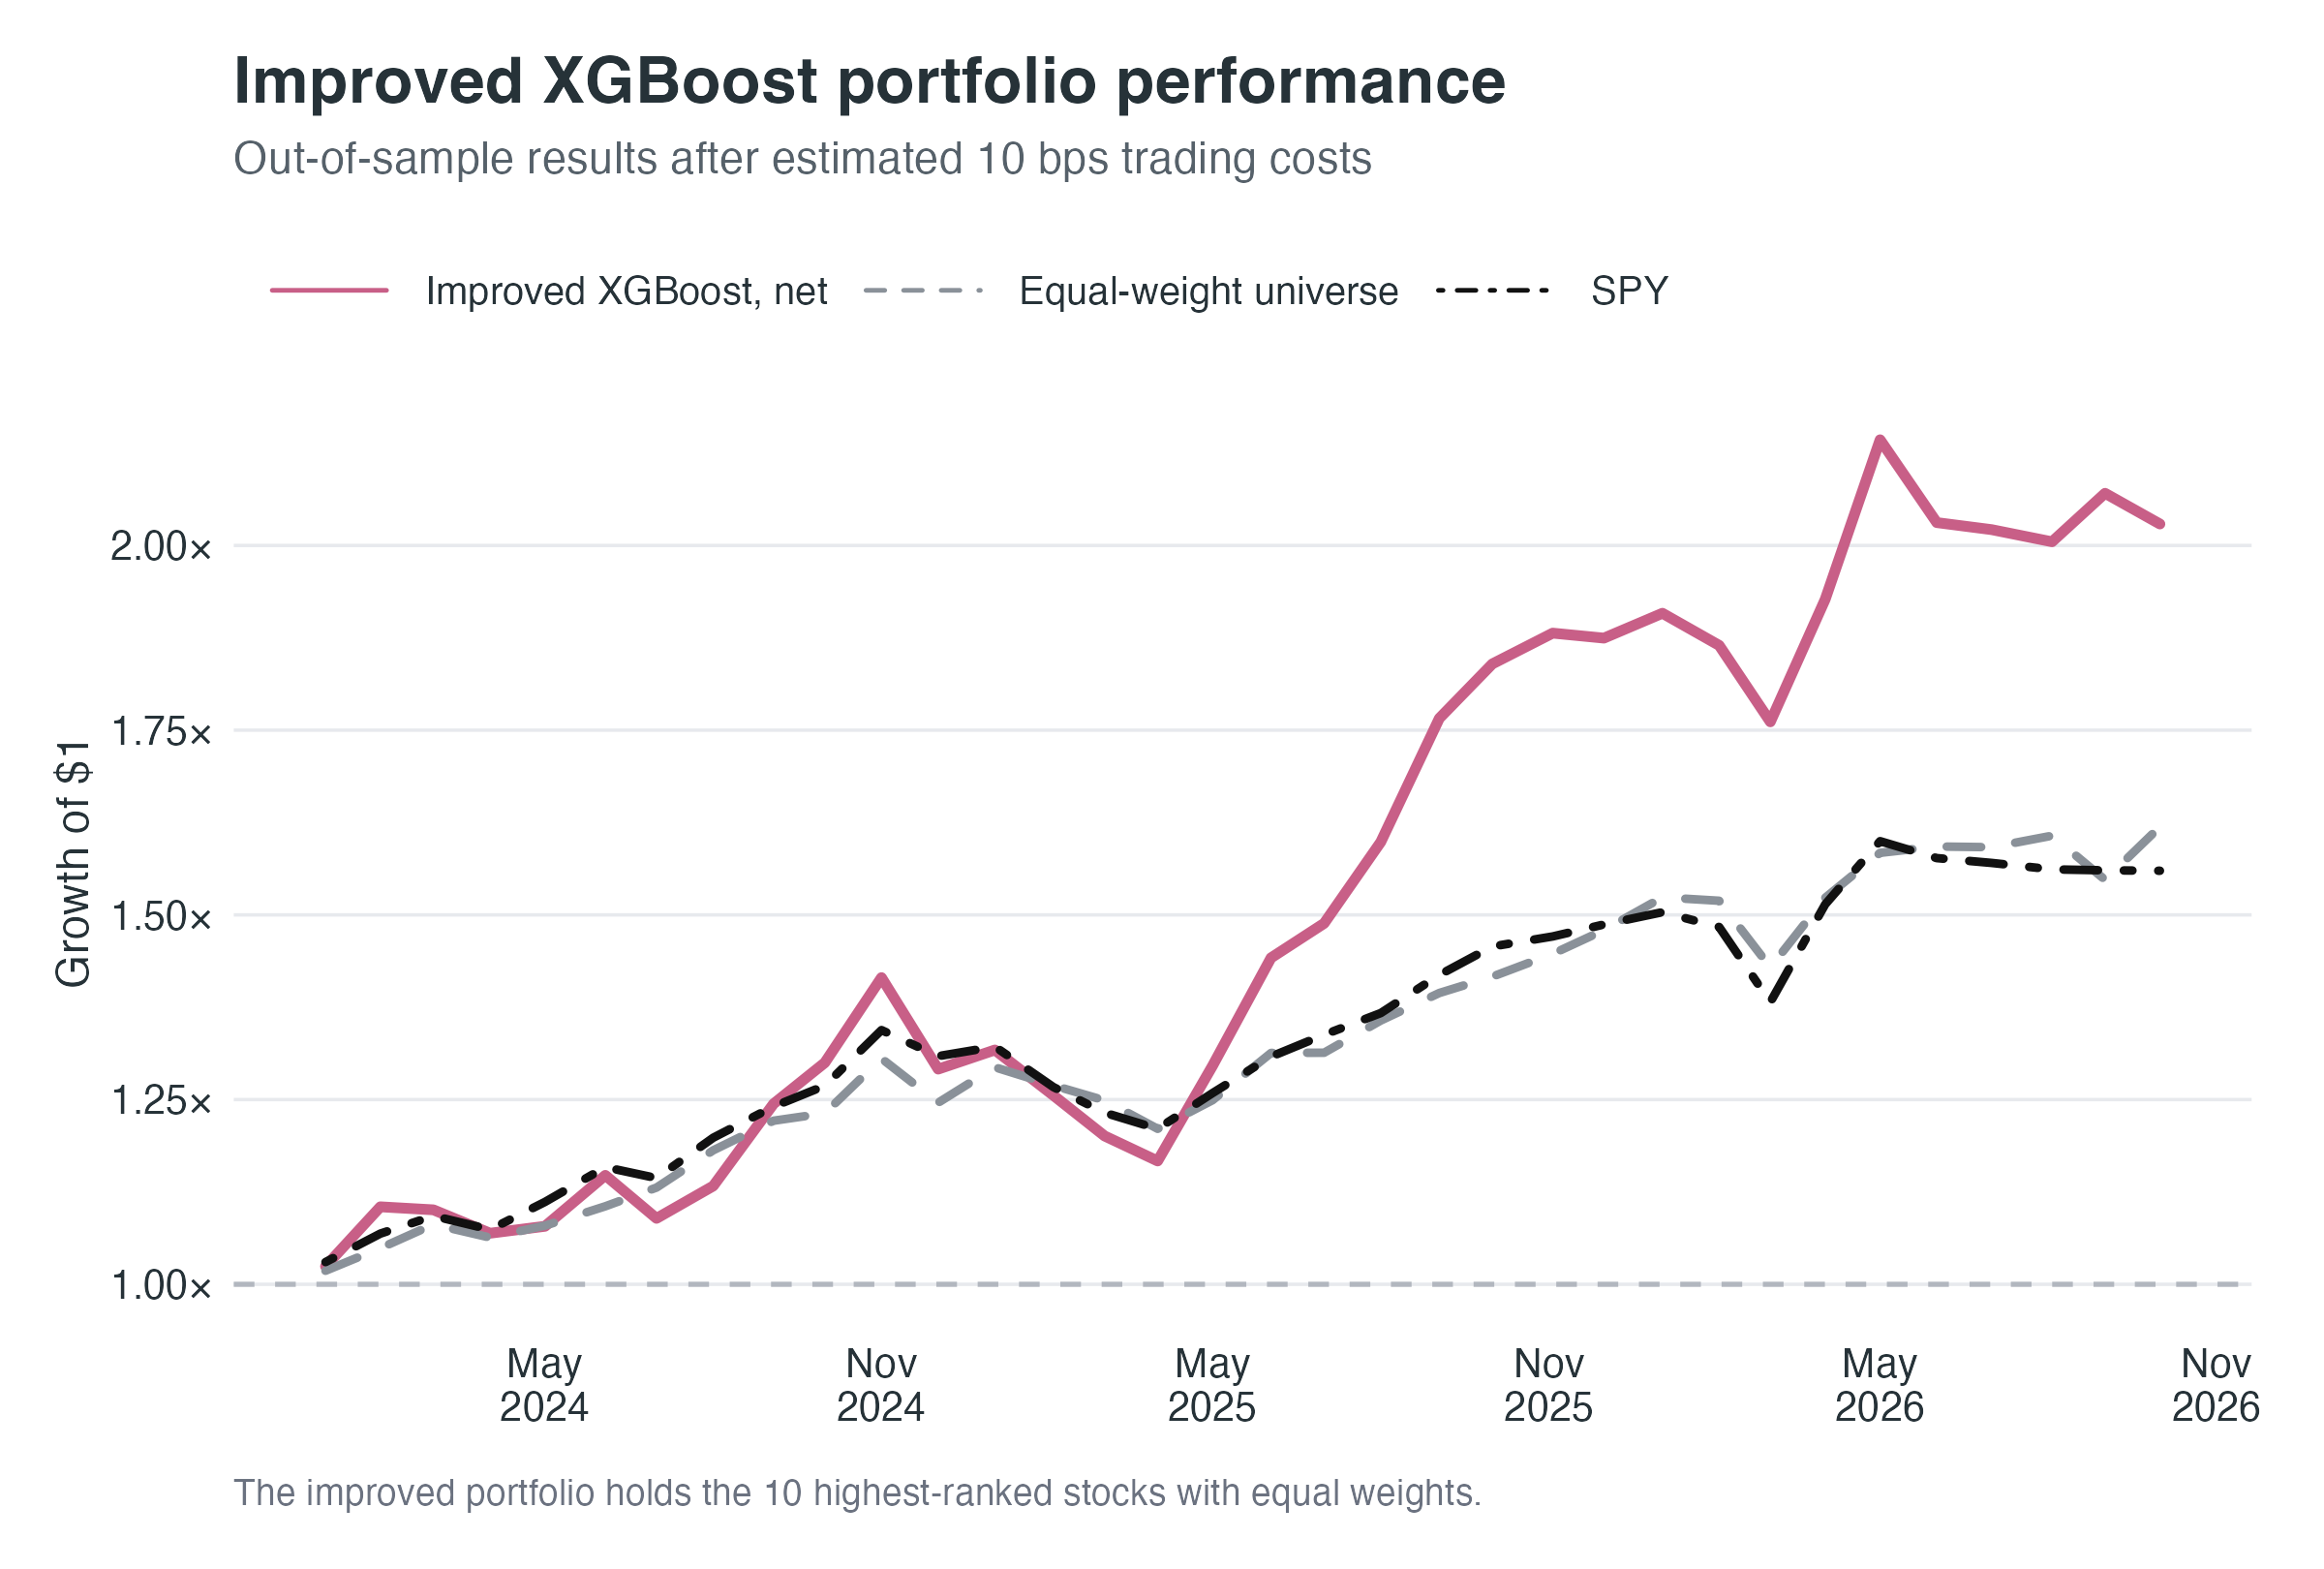 Improved XGBoost portfolio performance
Out-of-sample results after estimated 10 bps trading costs
Improved XGBoost, net
Equal-weight universe
SPY
Growth of $1
2.00×
1.75×
1.50×
1.25×
1.00×
May
2024
Nov
2024
May
2025
Nov
2025
May
2026
Nov
2026
The improved portfolio holds the 10 highest-ranked stocks with equal weights.